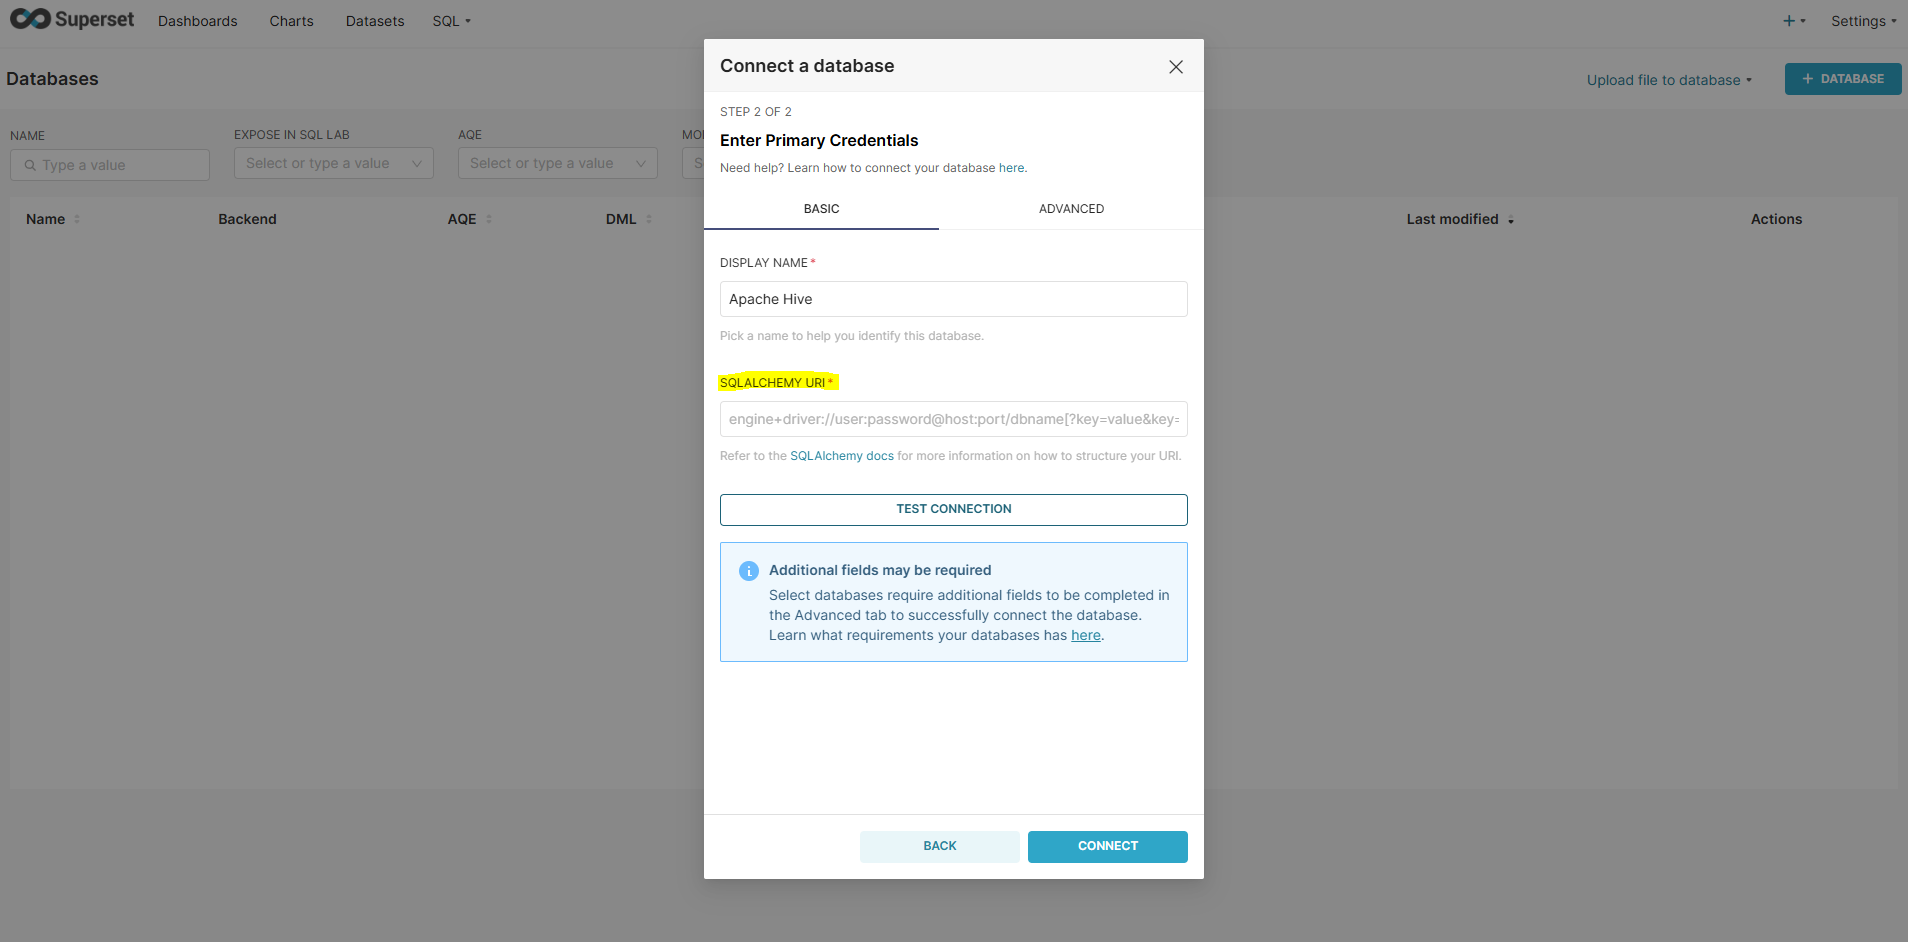 Superset Dashboards Charts Datasets SQL + Settings
Databases
Upload file to database + DATABASE
NAME EXPOSE IN SQL LAB AQE
Type a value Select or type a value Select or type a value
Name Backend AQE DML Last modified Actions
Connect a database
STEP 2 OF 2
Enter Primary Credentials
Need help? Learn how to connect your database here.
BASIC ADVANCED
DISPLAY NAME*
Apache Hive
Pick a name to help you identify this database.
SQLALCHEMY URI*
engine+driver://user:password@host:port/dbname[?key=value&key=
Refer to the SQLAlchemy docs for more information on how to structure your URI.
TEST CONNECTION
Additional fields may be required
Select databases require additional fields to be completed in
the Advanced tab to successfully connect the database.
Learn what requirements your databases has here.
BACK CONNECT